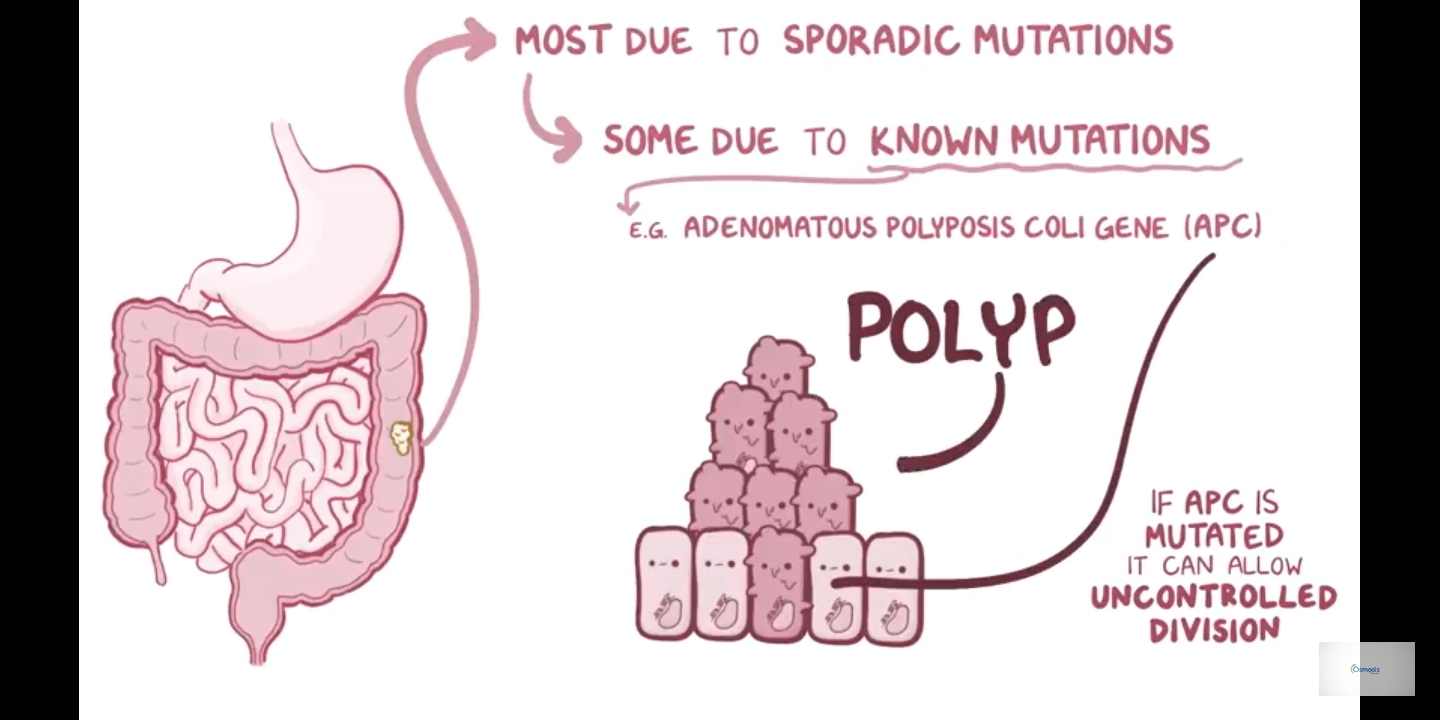 MOST DUE TO SPORADIC MUTATIONS
SOME DUE TO KNOWN MUTATIONS
E.G. ADENOMATOUS POLYPOSIS COLI GENE (APC)
POLYP
IF APC IS
MUTATED
IT CAN ALLOW
UNCONTROLLED
DIVISION
Osmosis